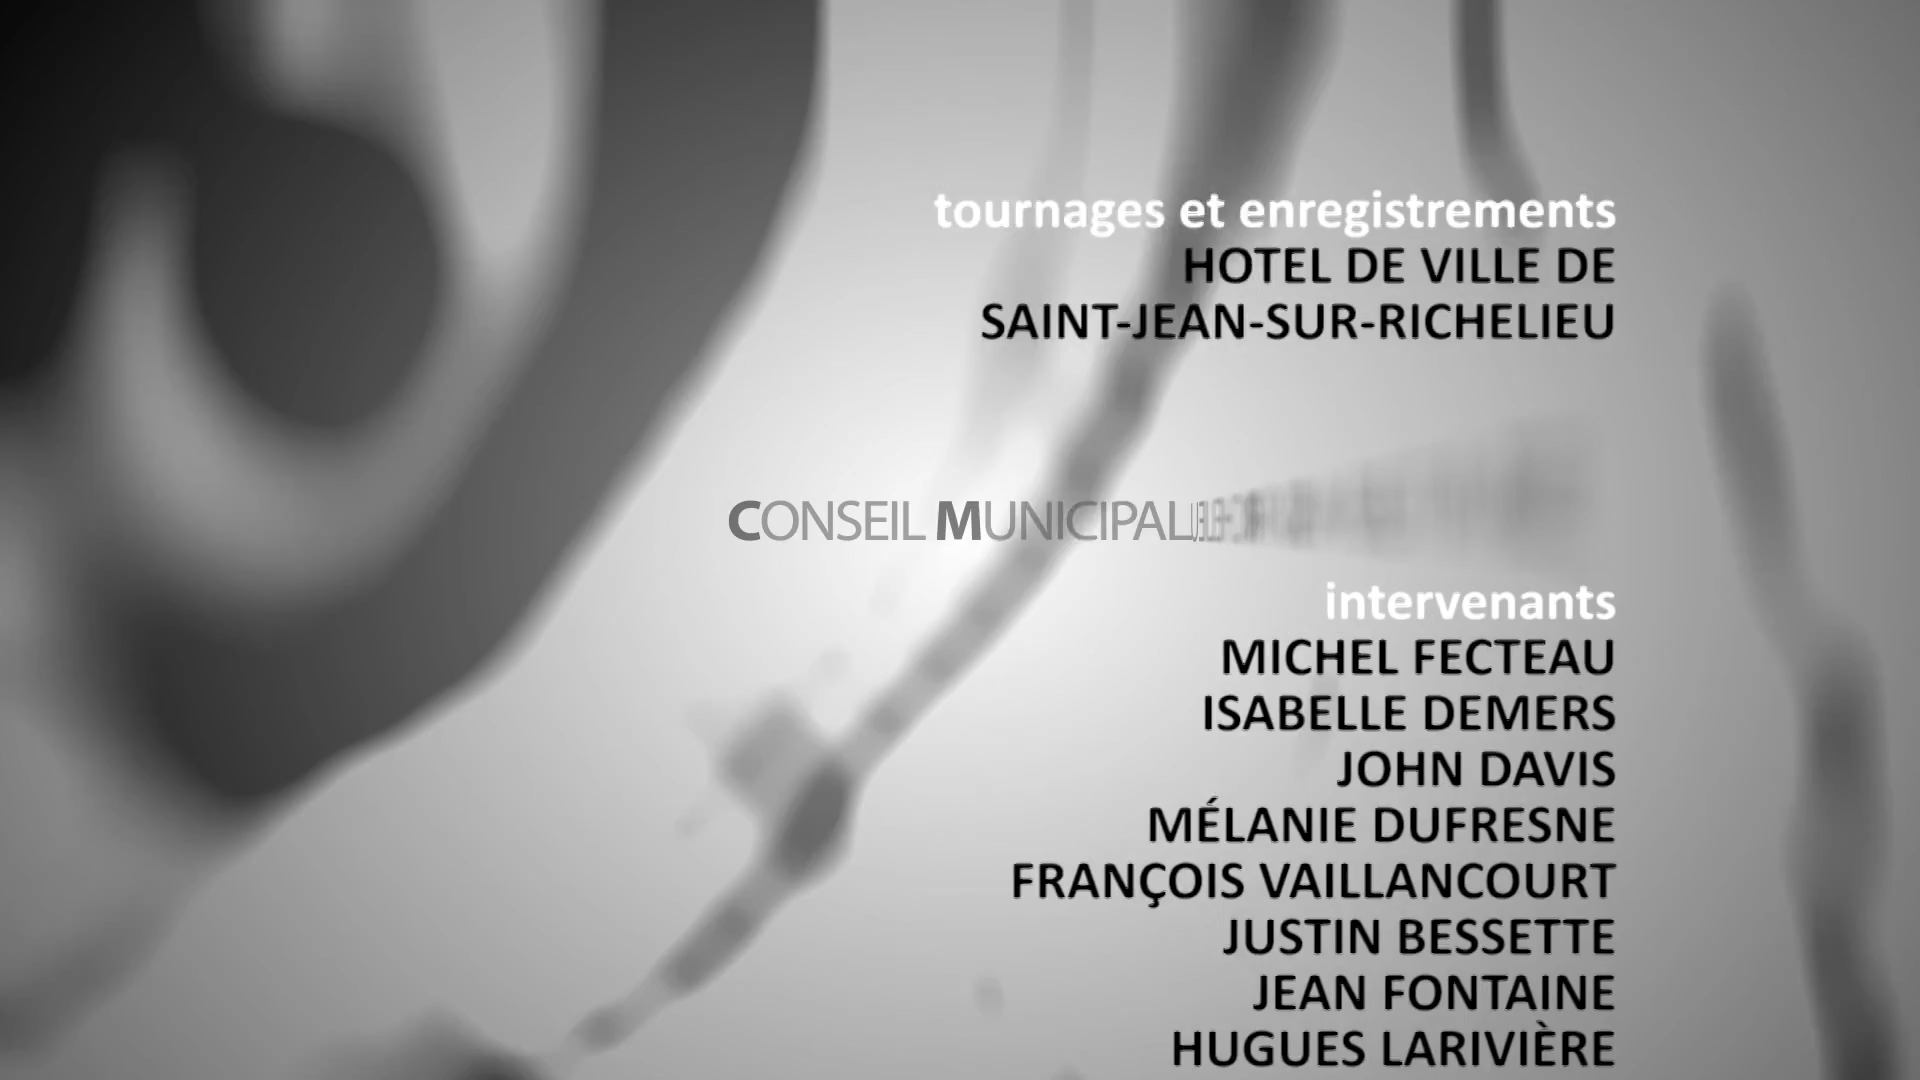 tournages et enregistrements
HOTEL DE VILLE DE
SAINT-JEAN-SUR-RICHELIEU
CONSEIL MUNICIPAL
intervenants
MICHEL FECTEAU
ISABELLE DEMERS
JOHN DAVIS
MÉLANIE DUFRESNE
FRANÇOIS VAILLANCOURT
JUSTIN BESSETTE
JEAN FONTAINE
HUGUES LARIVIÈRE